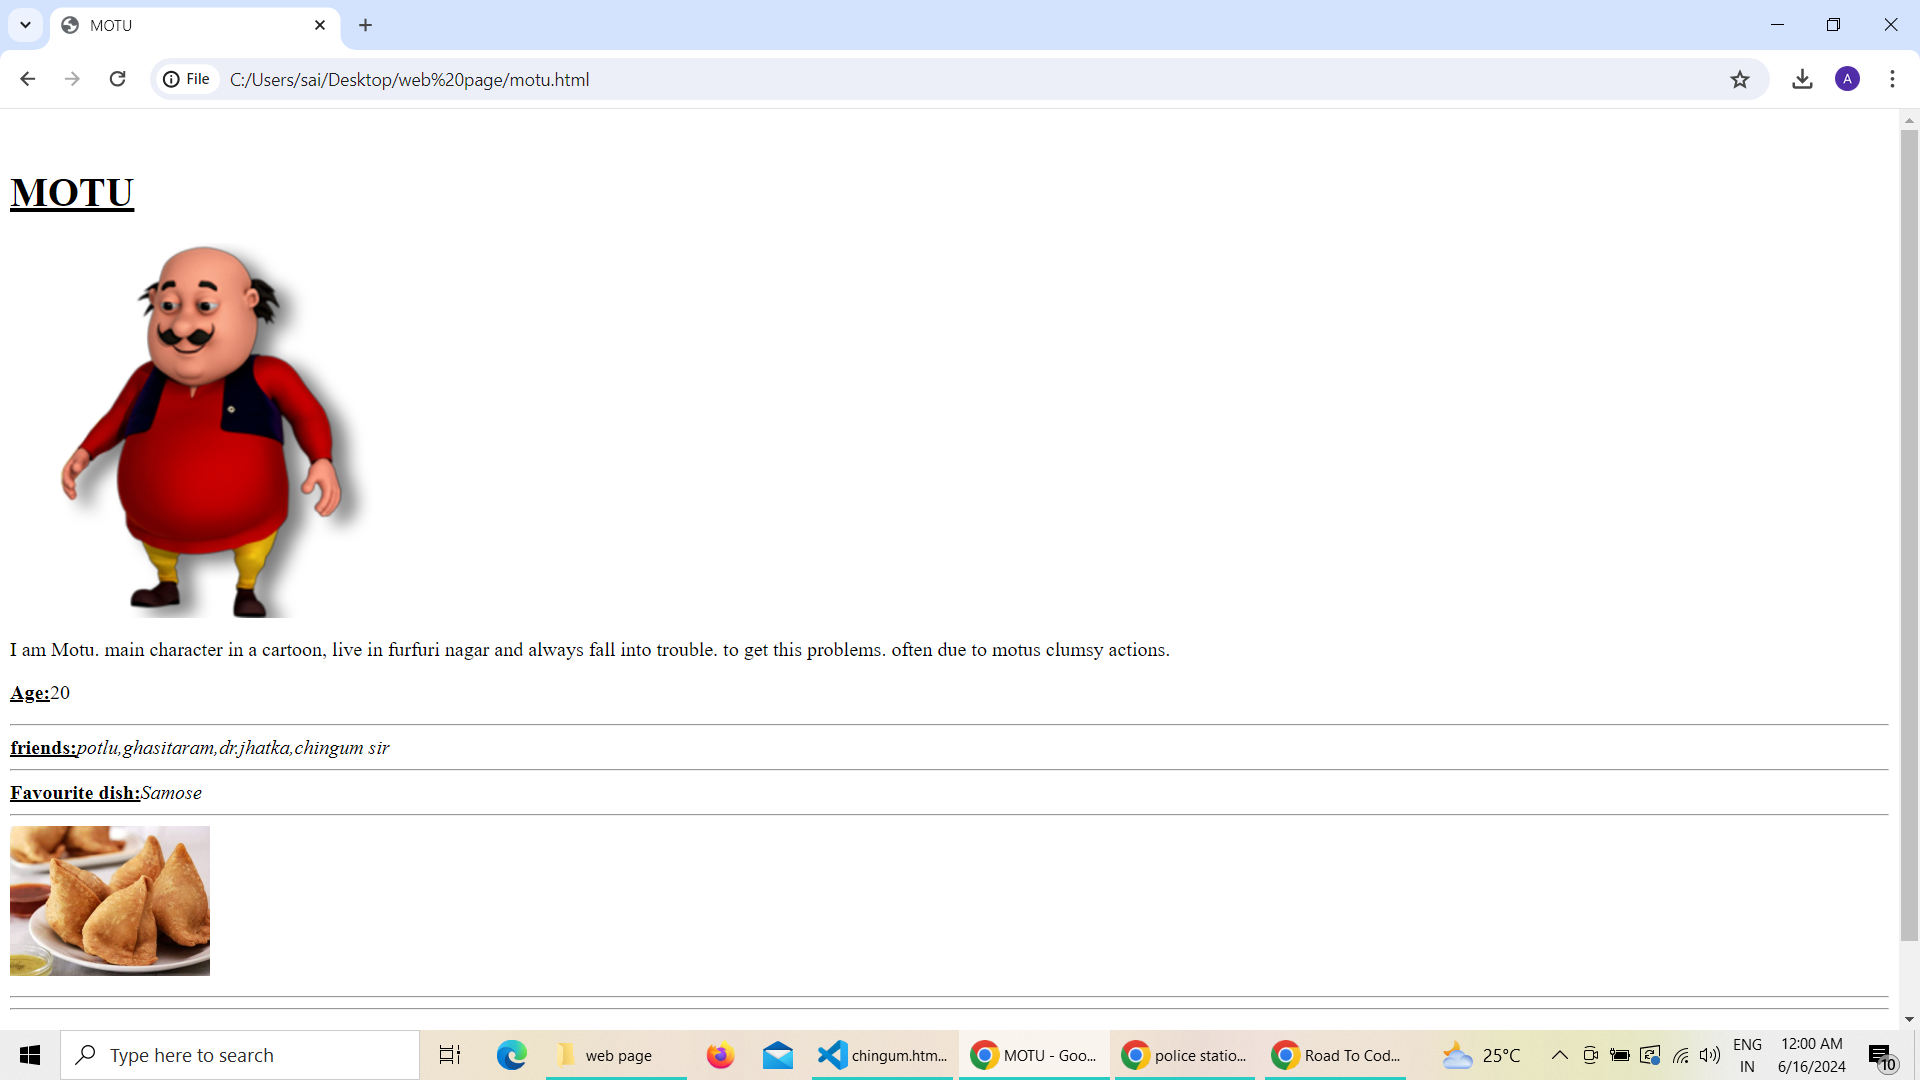 MOTU
File
C:/Users/sai/Desktop/web%20page/motu.html
A
MOTU
I am Motu. main character in a cartoon, live in furfuri nagar and always fall into trouble. to get this problems. often due to motus clumsy actions.
Age:20
friends:potlu,ghasitaram,dr.jhatka,chingum sir
Favourite dish:Samose
Type here to search
web page
chingum.htm...
MOTU - Goo...
police statio...
Road To Cod...
25°C
ENG
IN
12:00 AM
6/16/2024
10